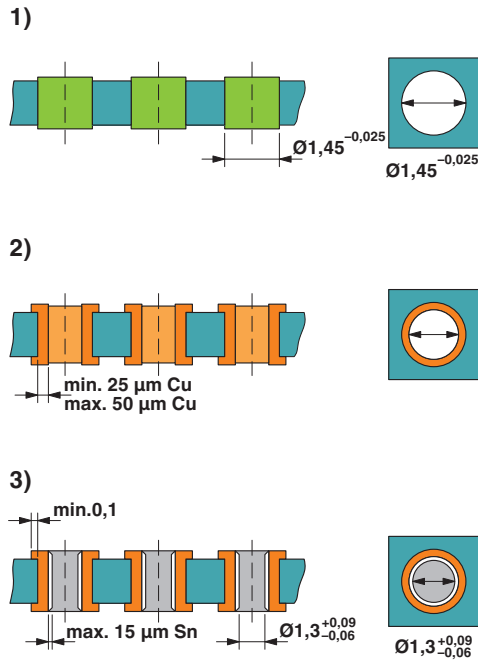 1)
Ø1,45 -0,025
Ø1,45 -0,025
2)
min. 25 µm Cu
max. 50 µm Cu
3)
min.0,1
max. 15 µm Sn
Ø1,3 +0,09 -0,06
Ø1,3 +0,09 -0,06